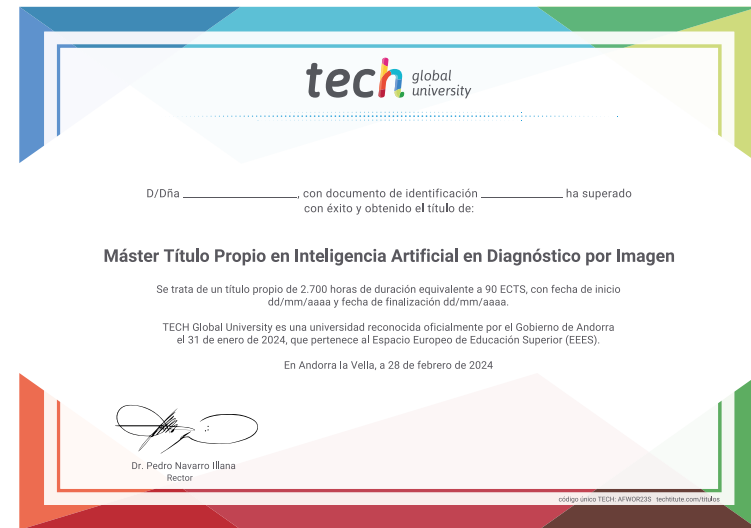 tech global university
D/Dña ____________________, con documento de identificación ______________ ha superado
con éxito y obtenido el título de:
Máster Título Propio en Inteligencia Artificial en Diagnóstico por Imagen
Se trata de un título propio de 2.700 horas de duración equivalente a 90 ECTS, con fecha de inicio
dd/mm/aaaa y fecha de finalización dd/mm/aaaa.
TECH Global University es una universidad reconocida oficialmente por el Gobierno de Andorra
el 31 de enero de 2024, que pertenece al Espacio Europeo de Educación Superior (EEES).
En Andorra la Vella, a 28 de febrero de 2024
Dr. Pedro Navarro Illana
Rector
código único TECH: AFWOR23S techtitute.com/titulos